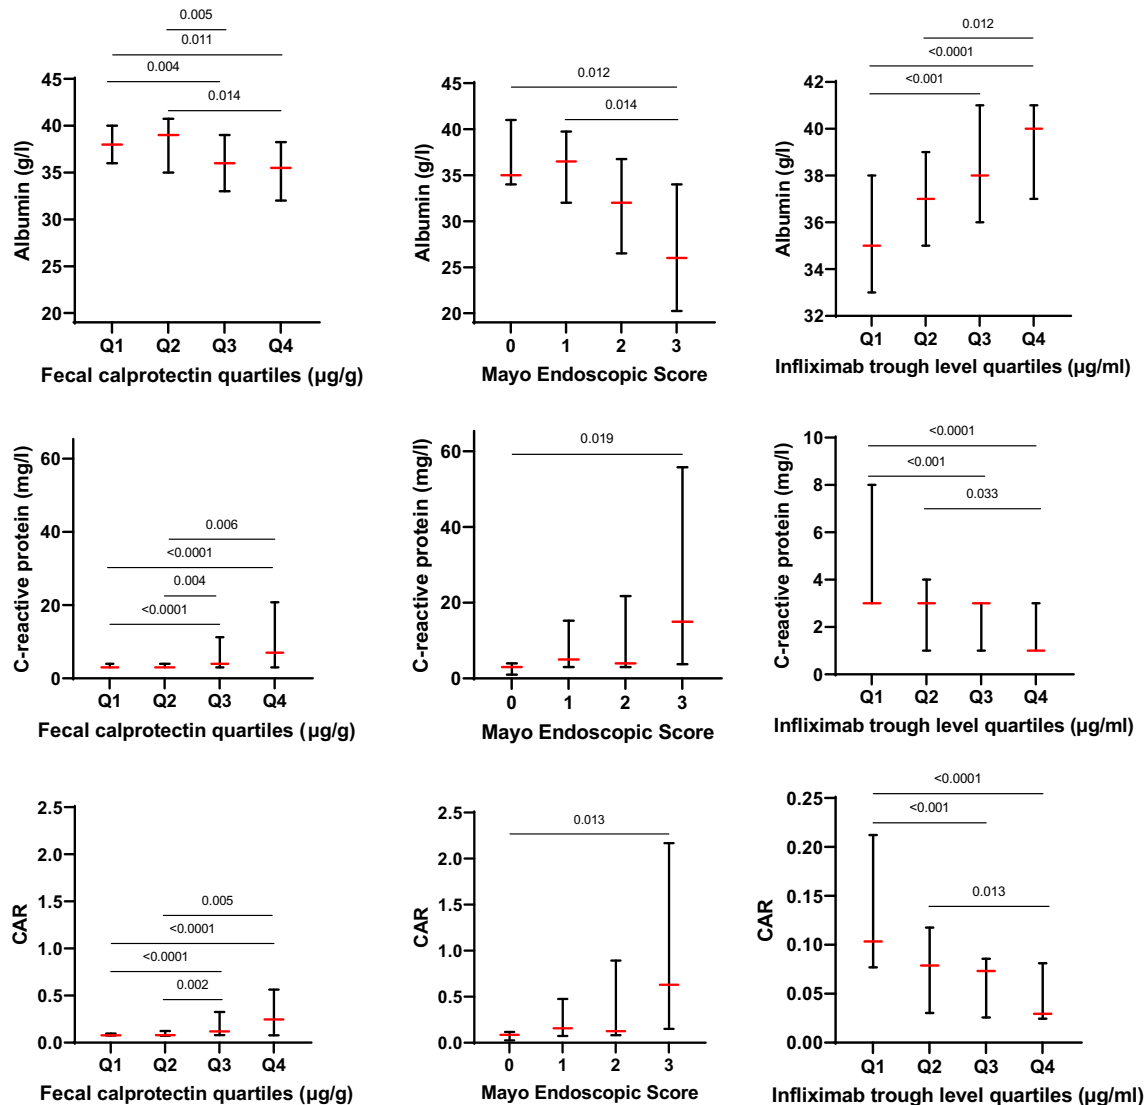 0.005
0.011
0.004
0.014
45
40
35
30
25
20
Albumin (g/l)
Q1 Q2 Q3 Q4
Fecal calprotectin quartiles (µg/g)
0.012
0.014
45
40
35
30
25
20
Albumin (g/l)
0 1 2 3
Mayo Endoscopic Score
0.012
<0.0001
<0.001
42
40
38
36
34
32
Albumin (g/l)
Q1 Q2 Q3 Q4
Infliximab trough level quartiles (µg/ml)
0.006
<0.0001
0.004
<0.0001
60
40
20
0
C-reactive protein (mg/l)
Q1 Q2 Q3 Q4
Fecal calprotectin quartiles (µg/g)
0.019
60
40
20
0
C-reactive protein (mg/l)
0 1 2 3
Mayo Endoscopic Score
<0.0001
<0.001
0.033
10
8
6
4
2
0
C-reactive protein (mg/l)
Q1 Q2 Q3 Q4
Infliximab trough level quartiles (µg/ml)
0.005
<0.0001
<0.0001
0.002
2.5
2.0
1.5
1.0
0.5
0.0
CAR
Q1 Q2 Q3 Q4
Fecal calprotectin quartiles (µg/g)
0.013
2.5
2.0
1.5
1.0
0.5
0.0
CAR
0 1 2 3
Mayo Endoscopic Score
<0.0001
<0.001
0.013
0.25
0.20
0.15
0.10
0.05
0.00
CAR
Q1 Q2 Q3 Q4
Infliximab trough level quartiles (µg/ml)